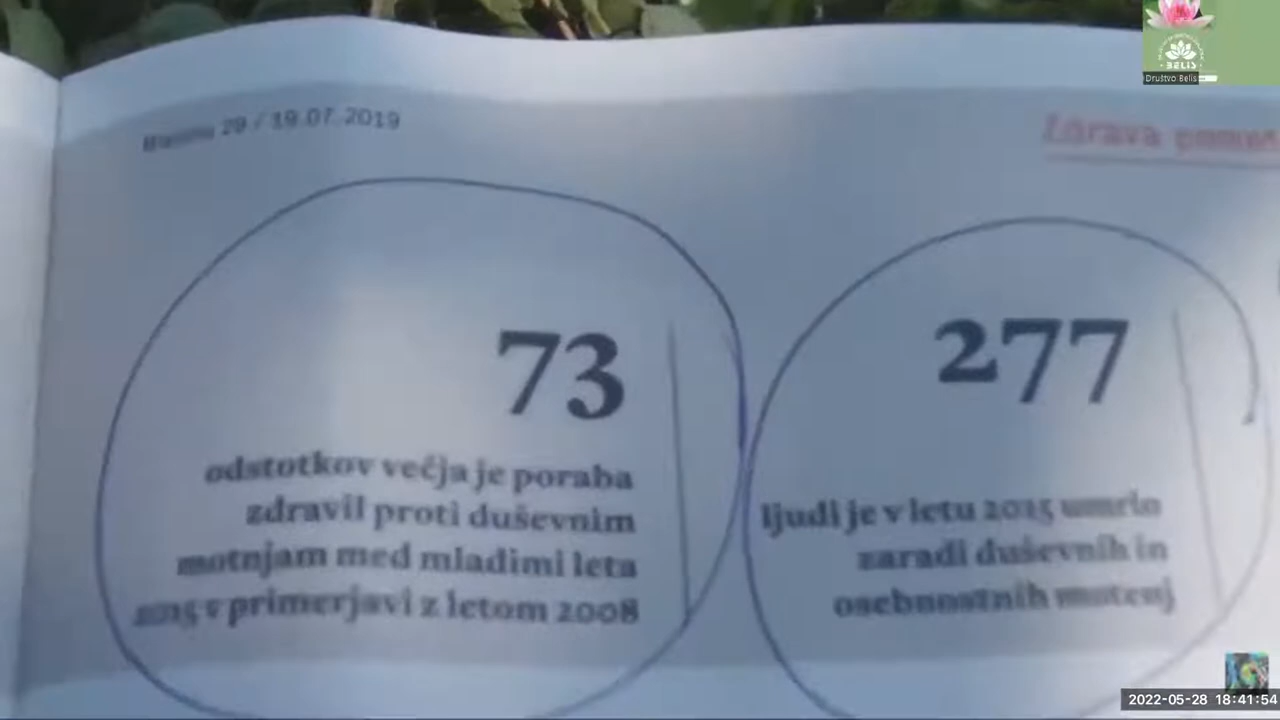 29 / 19.07.2019
Zdrava
73
odstotkov večja je poraba
zdravil proti duševnim
motnjam med mladimi leta
2015 v primerjavi z letom 2008
277
ljudi je v letu 2015 umrlo
zaradi duševnih in
osebnostnih motenj
BELIS
Društvo Belis
2022-05-28 18:41:54